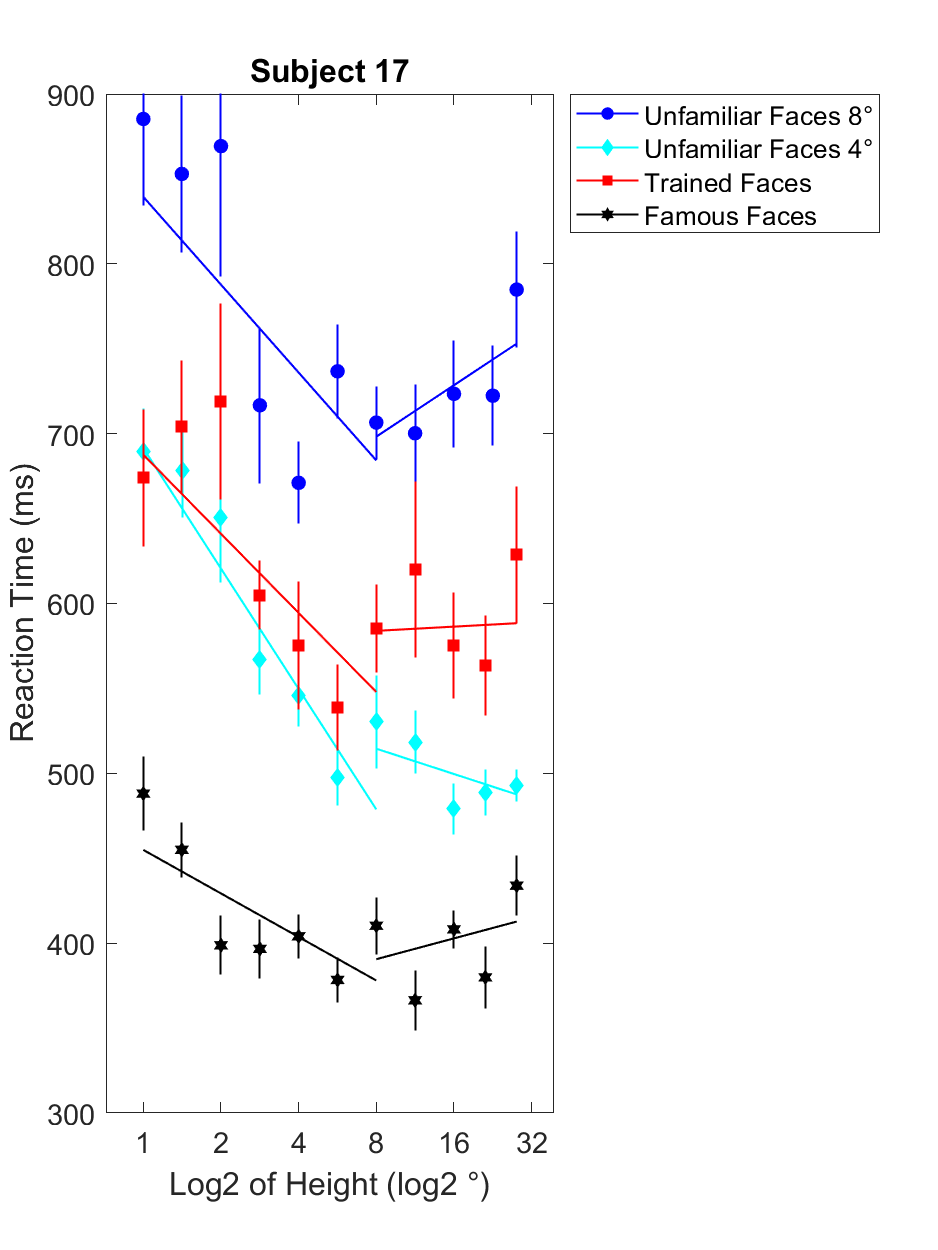 Subject 17
900
800
700
600
500
400
300
Reaction Time (ms)
1 2 4 8 16 32
Log2 of Height (log2 °)
Unfamiliar Faces 8°
Unfamiliar Faces 4°
Trained Faces
Famous Faces